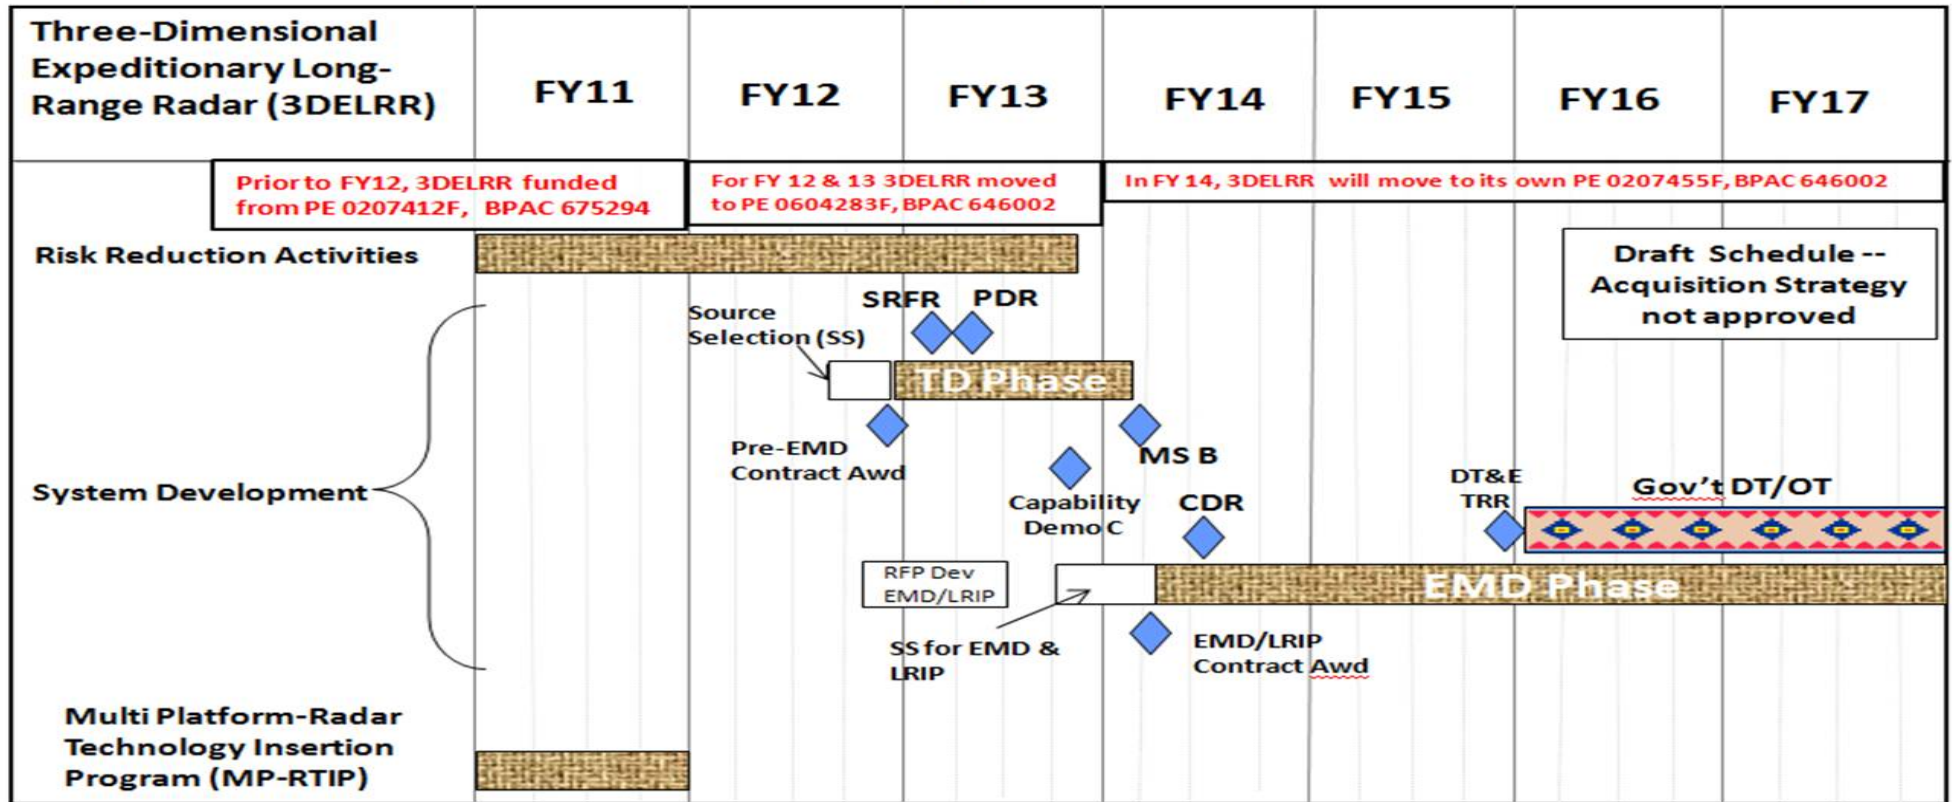 Three-Dimensional
Expeditionary Long-
Range Radar (3DELRR)
FY11
FY12
FY13
FY14
FY15
FY16
FY17
Prior to FY12, 3DELRR funded
from PE 0207412F, BPAC 675294
For FY 12 & 13 3DELRR moved
to PE 0604283F, BPAC 646002
In FY 14, 3DELRR will move to its own PE 0207455F, BPAC 646002
Risk Reduction Activities
Draft Schedule --
Acquisition Strategy
not approved
SRFR
PDR
Source
Selection (SS)
TD Phase
Pre-EMD
Contract Awd
MS B
Capability
Demo C
CDR
System Development
DT&E
TRR
Gov't DT/OT
RFP Dev
EMD/LRIP
EMD Phase
SS for EMD &
LRIP
EMD/LRIP
Contract Awd
Multi Platform-Radar
Technology Insertion
Program (MP-RTIP)